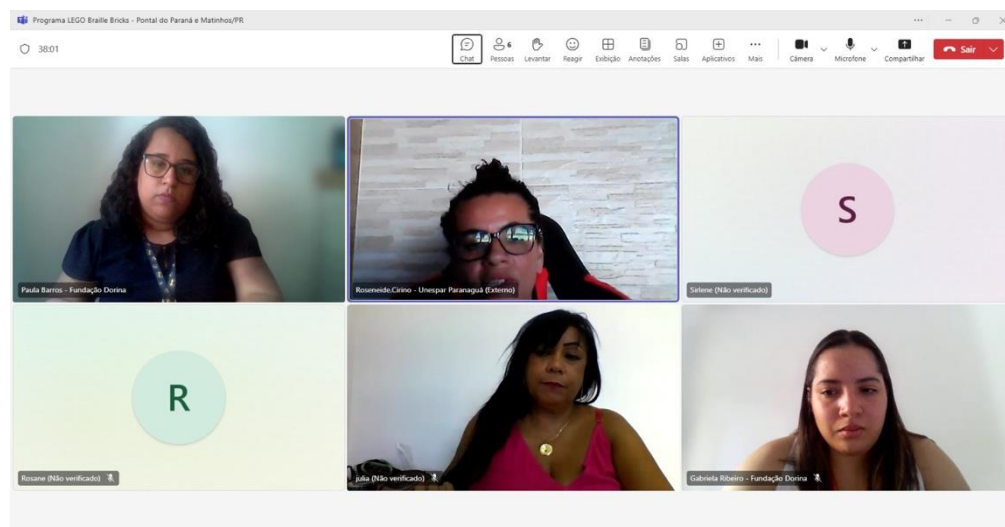 Programa LEGO Braille Bricks - Pontal do Paraná e Matinhos/PR
38:01
Chat
6
Pessoas
Levantar
Reagir
Exibição
Anotações
Salas
Aplicativos
Mais
Câmera
Microfone
Compartilhar
Sair
Paula Barros - Fundação Dorina
Roseneide.Cirino - Unespar Paranaguá (Externo)
S
Sirlene (Não verificado)
R
Rosane (Não verificado)
julia (Não verificado)
Gabriela Ribeiro - Fundação Dorina